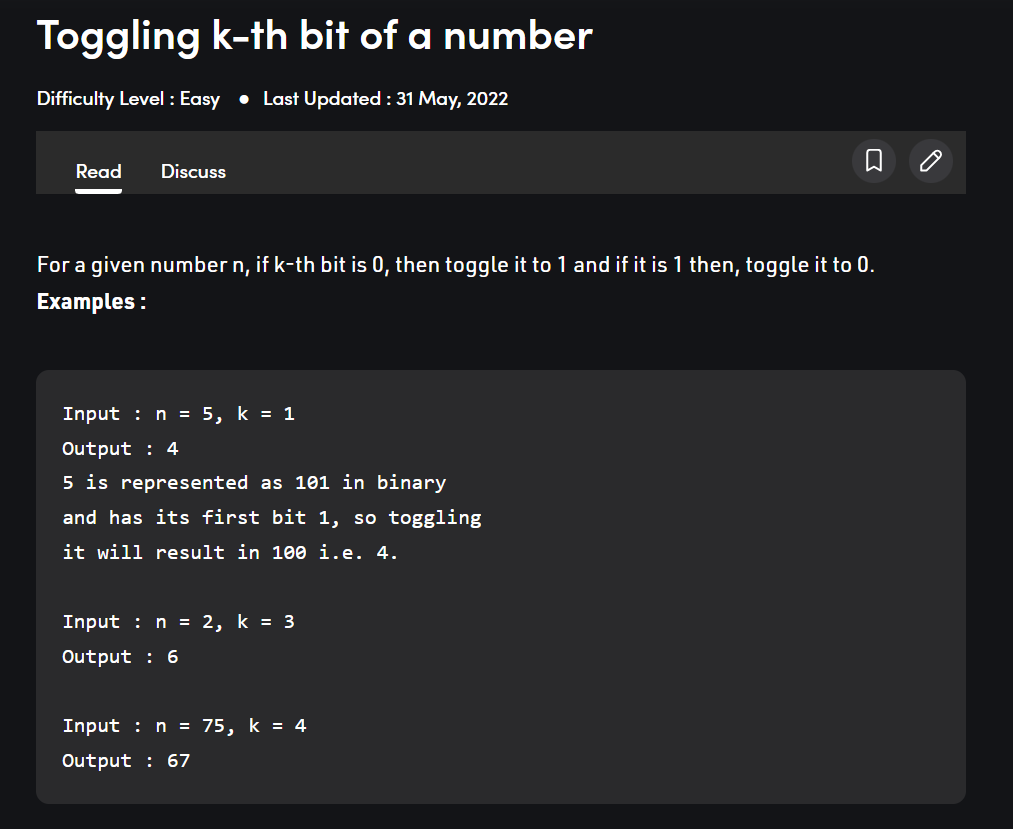 Toggling k-th bit of a number
Difficulty Level : Easy ● Last Updated : 31 May, 2022
Read Discuss
For a given number n, if k-th bit is 0, then toggle it to 1 and if it is 1 then, toggle it to 0.
Examples :
Input : n = 5, k = 1
Output : 4
5 is represented as 101 in binary
and has its first bit 1, so toggling
it will result in 100 i.e. 4.
Input : n = 2, k = 3
Output : 6
Input : n = 75, k = 4
Output : 67